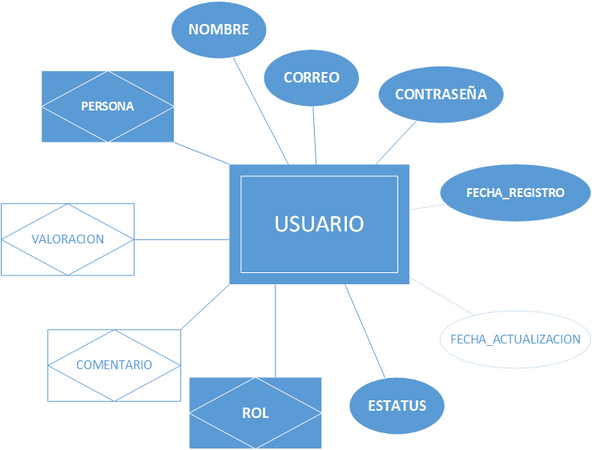 NOMBRE
CORREO
CONTRASEÑA
PERSONA
FECHA_REGISTRO
USUARIO
VALORACION
FECHA_ACTUALIZACION
COMENTARIO
ROL
ESTATUS